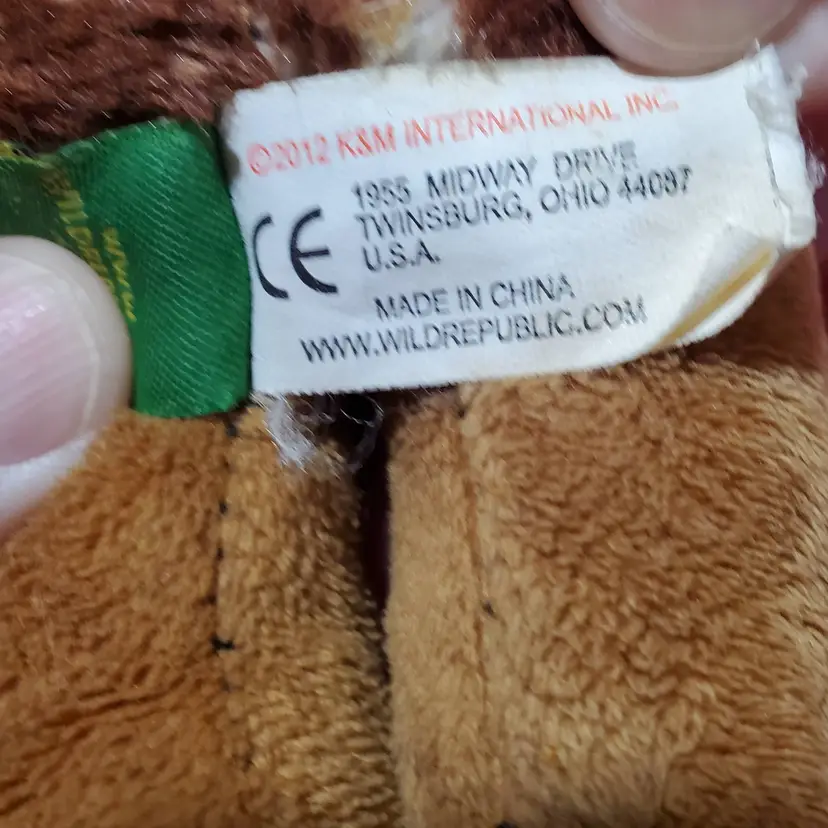 ©2012 K&M INTERNATIONAL INC.
1955 MIDWAY DRIVE
TWINSBURG, OHIO 44087
U.S.A.
CE
MADE IN CHINA
WWW.WILDREPUBLIC.COM